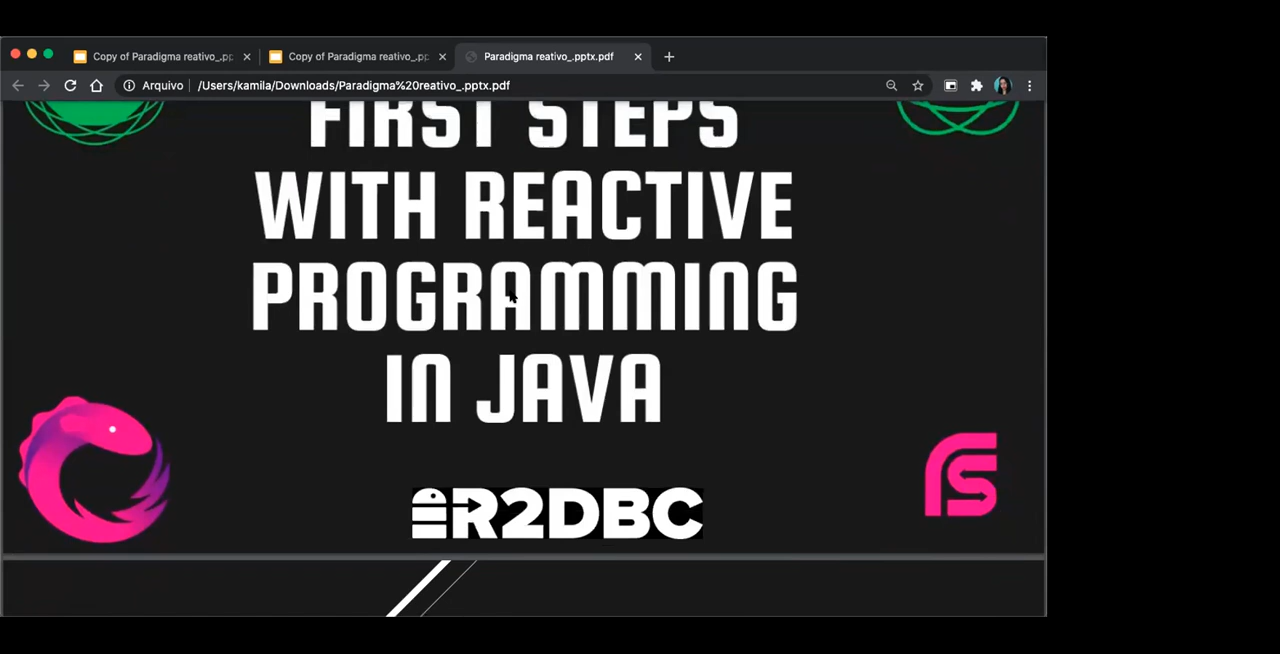 Copy of Paradigma reativo_.pp
Copy of Paradigma reativo_.pp
Paradigma reativo_.pptx.pdf
Arquivo /Users/kamila/Downloads/Paradigma%20reativo_.pptx.pdf
FIRST STEPS
WITH REACTIVE
PROGRAMMING
IN JAVA
R2DBC